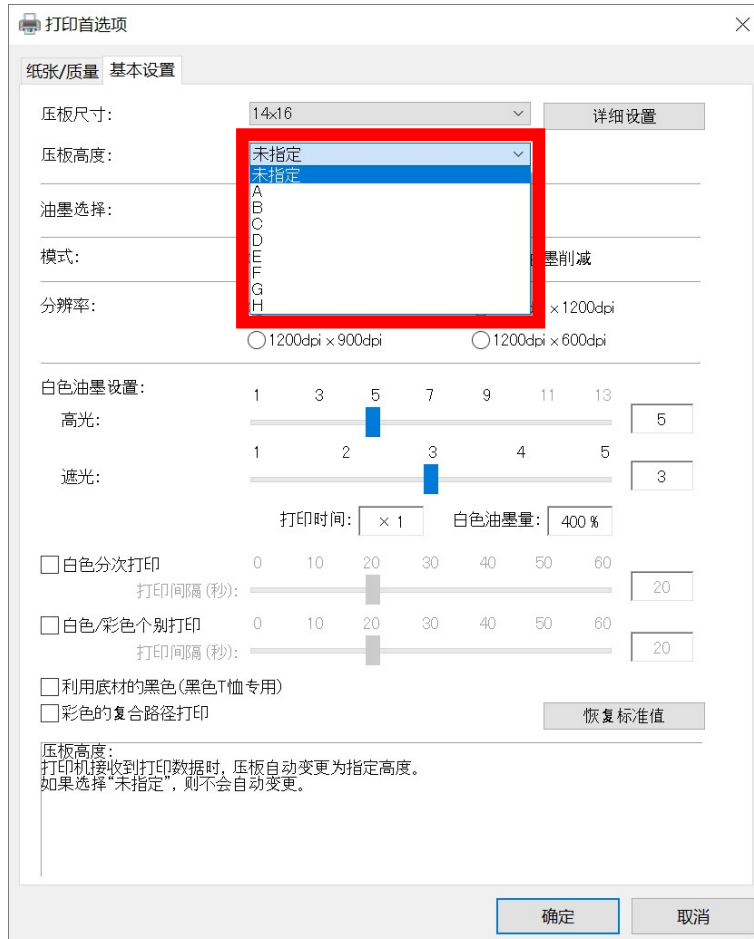 打印首选项
纸张/质量 基本设置
压板尺寸: 14x16 详细设置
压板高度: 未指定
未指定
A
油墨选择: B
C
D
模式: E 墨削减
F
G
分辨率: H × 1200dpi
1200dpi × 900dpi 1200dpi × 600dpi
白色油墨设置: 1 3 5 7 9 11 13
高光: 5
1 2 3 4 5
遮光: 3
打印时间: × 1 白色油墨量: 400 %
白色分次打印 0 10 20 30 40 50 60
打印间隔(秒): 20
白色/彩色个别打印 0 10 20 30 40 50 60
打印间隔(秒): 20
利用底材的黑色(黑色T恤专用)
彩色的复合路径打印 恢复标准值
压板高度:
打印机接收到打印数据时, 压板自动变更为指定高度。
如果选择“未指定”, 则不会自动变更。
确定 取消